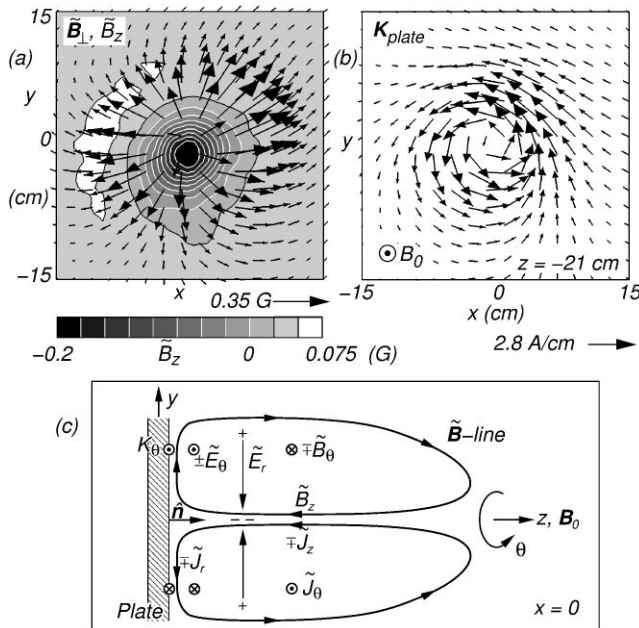 (a)
B̃⊥, B̃z
15
y
0
(cm)
−15
x
0.35 G
−0.2 B̃z 0 0.075 (G)
(b)
Kplate
y
B0
z = −21 cm
−15 0 15
x (cm)
2.8 A/cm
(c)
y
B̃−line
Kθ ±Ẽθ + Ẽr ∓B̃θ
B̃z
n̂ − − z, B0
∓J̃z
θ
∓J̃r
J̃θ
+
Plate
x = 0